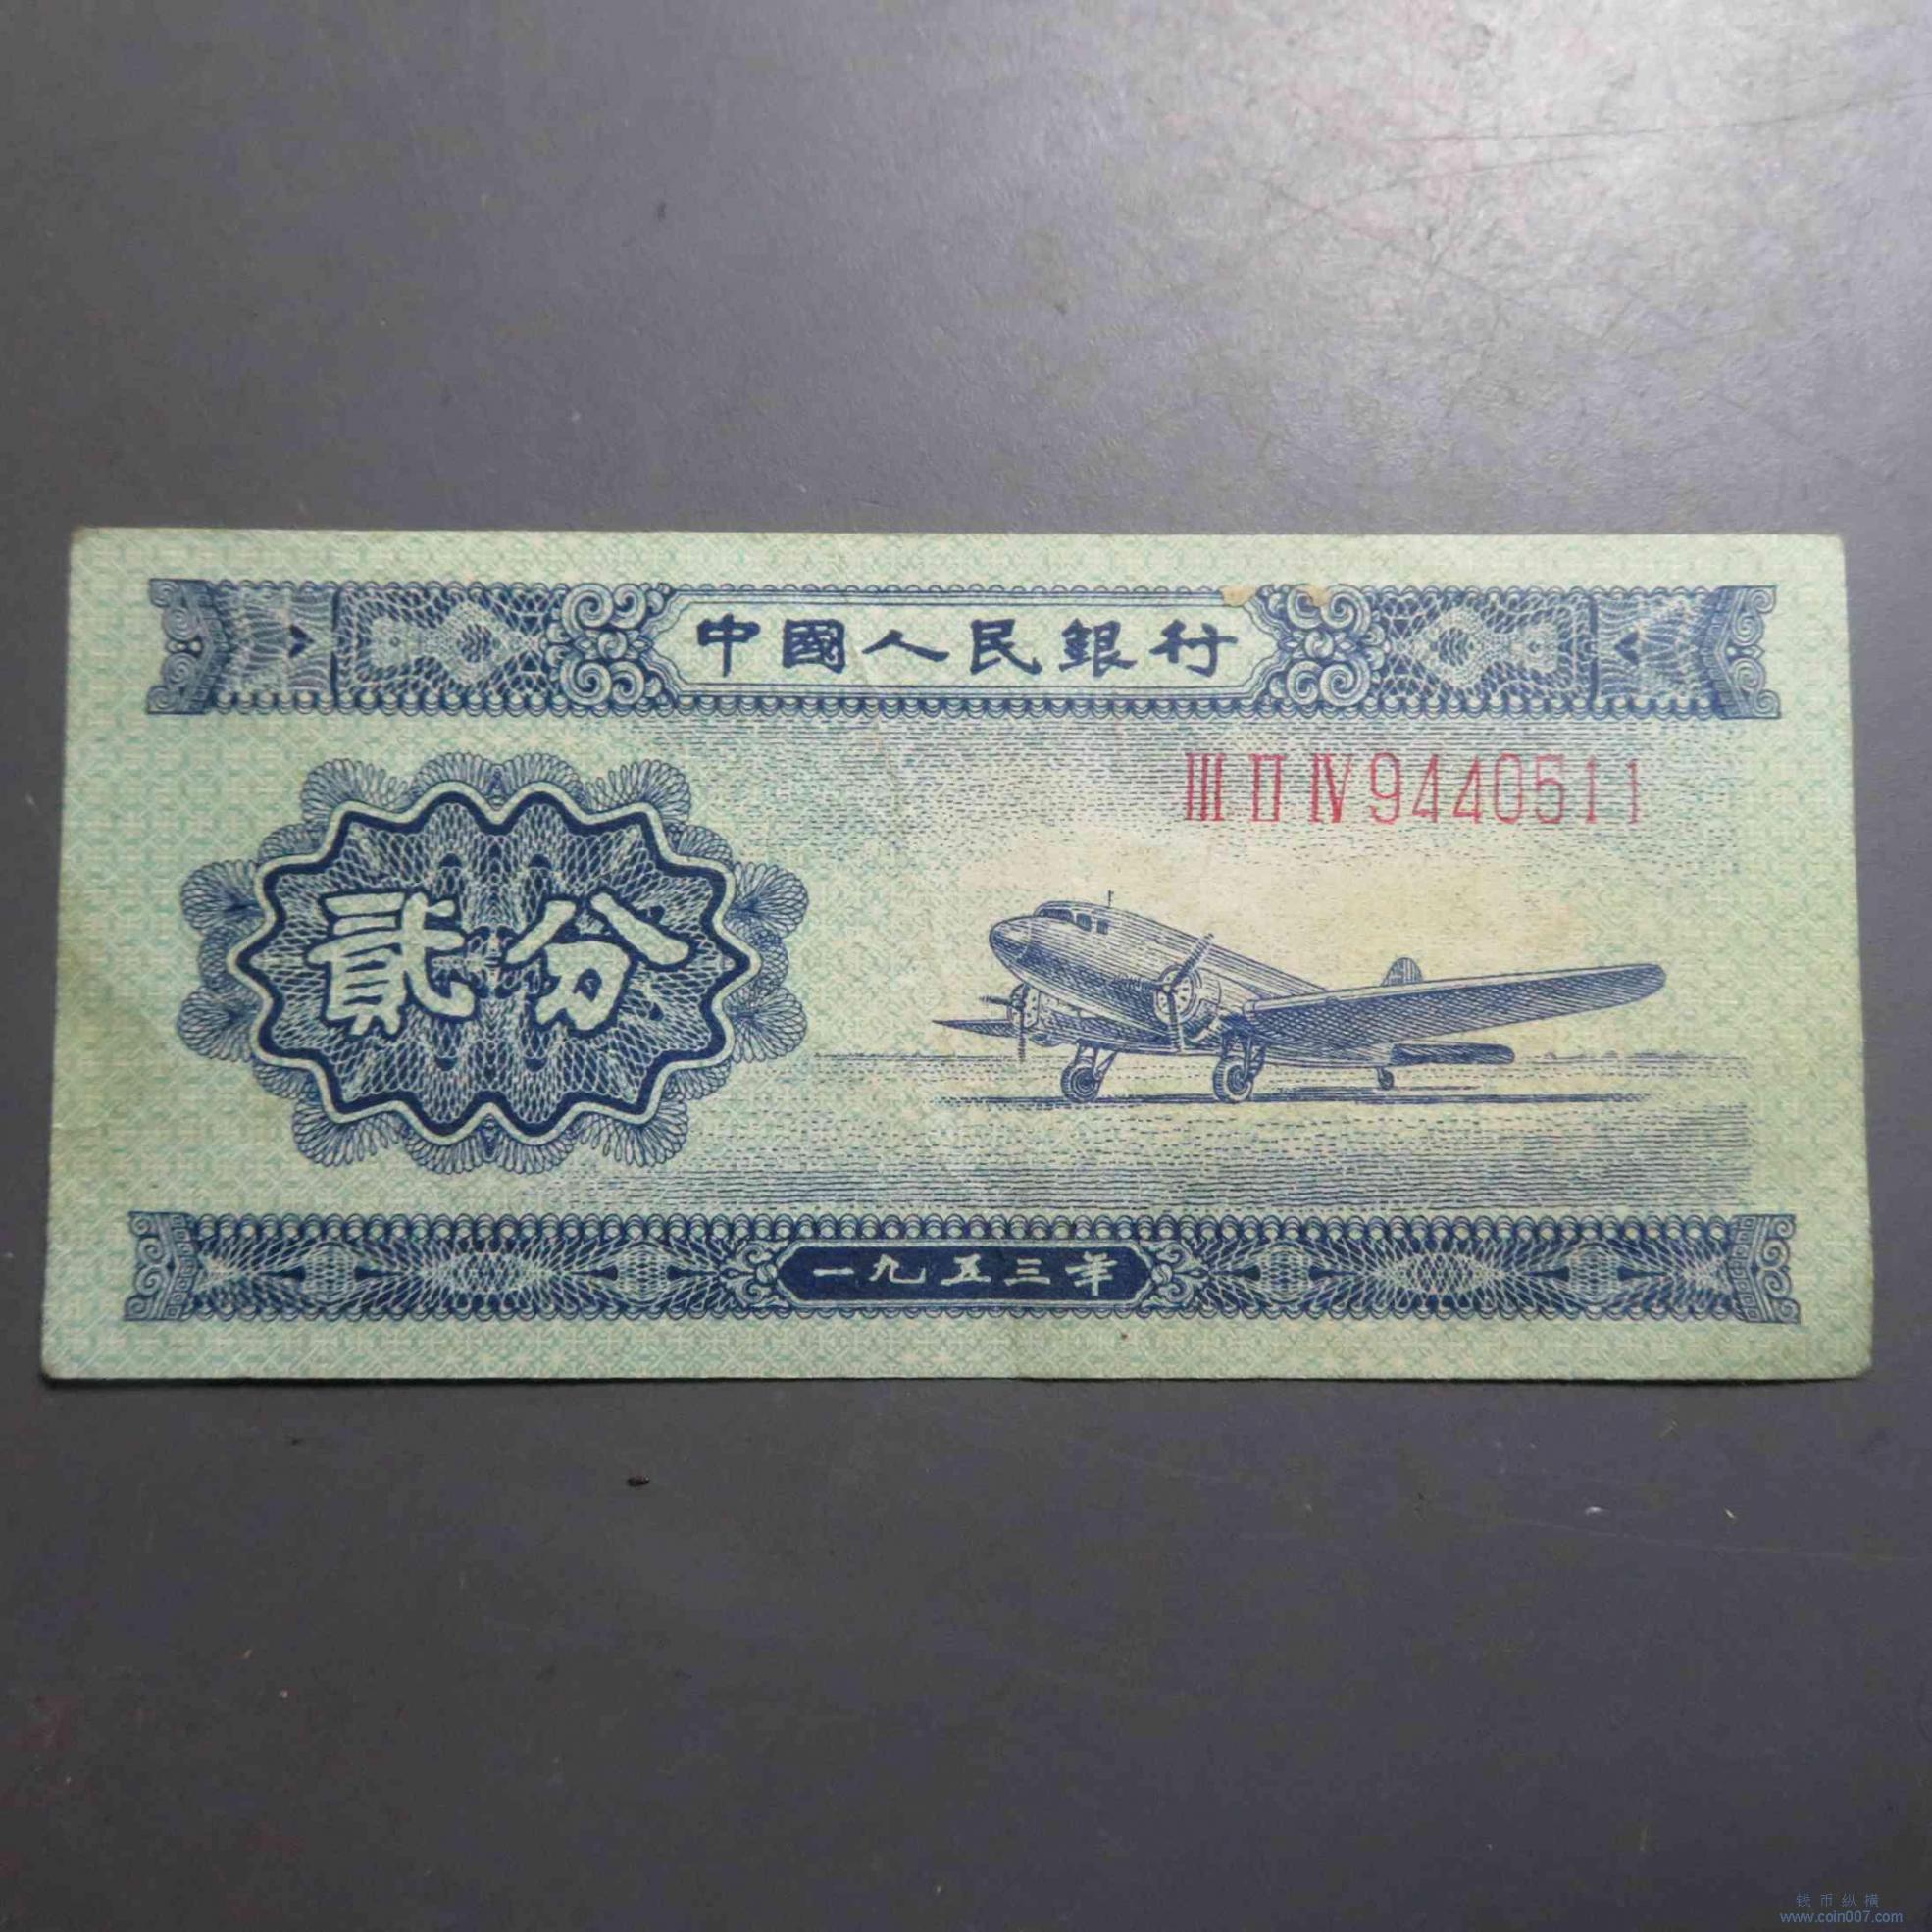 中國人民銀行
III II IV 9440511
貳分
一九五三年
钱币纵横
www.coin007.com